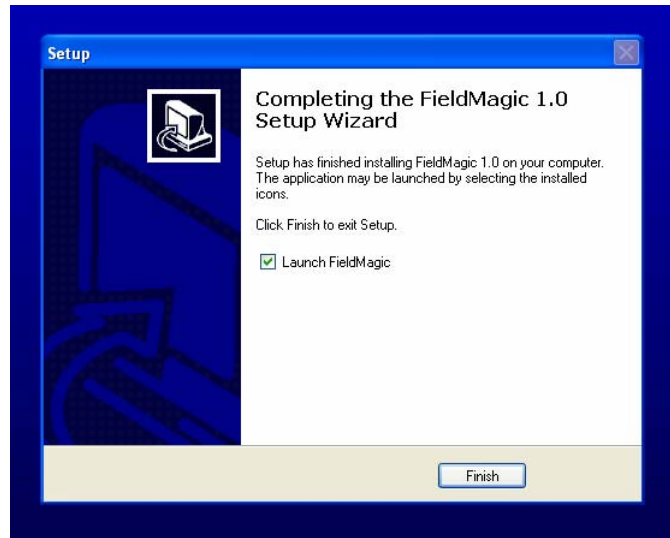 Setup
Completing the FieldMagic 1.0
Setup Wizard
Setup has finished installing FieldMagic 1.0 on your computer.
The application may be launched by selecting the installed
icons.
Click Finish to exit Setup.
Launch FieldMagic
Finish